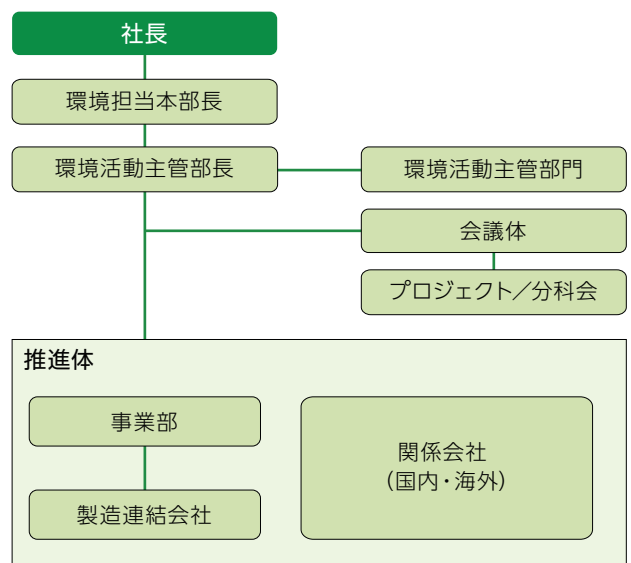 社長
環境担当本部長
環境活動主管部長
環境活動主管部門
会議体
プロジェクト／分科会
推進体
事業部
製造連結会社
関係会社
（国内・海外）